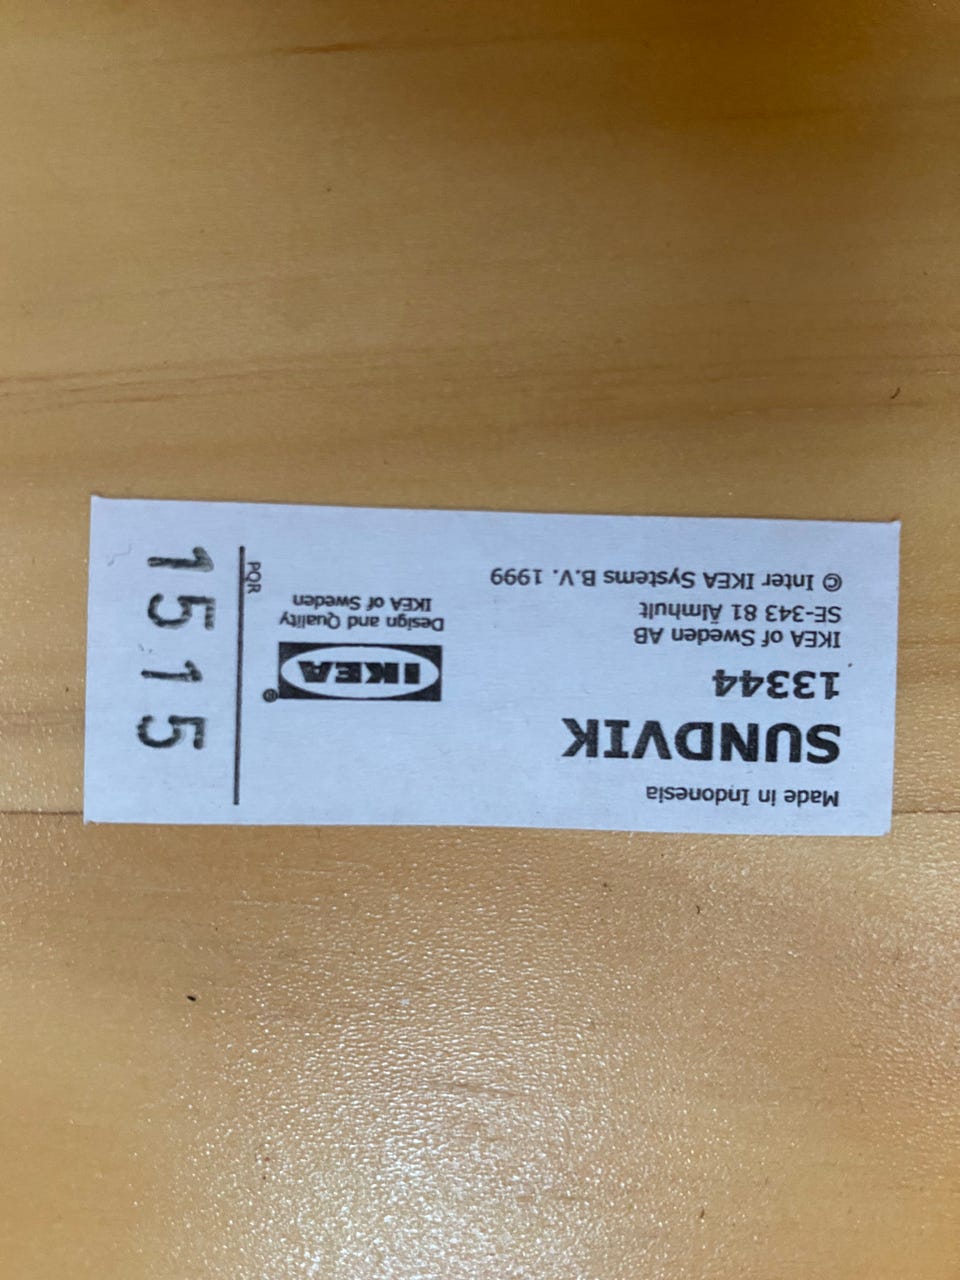 Made in Indonesia
SUNDVIK
13344
IKEA of Sweden AB
SE-343 81 Älmhult
© Inter IKEA Systems B.V. 1999
IKEA®
Design and Quality
IKEA of Sweden
PQR
1515